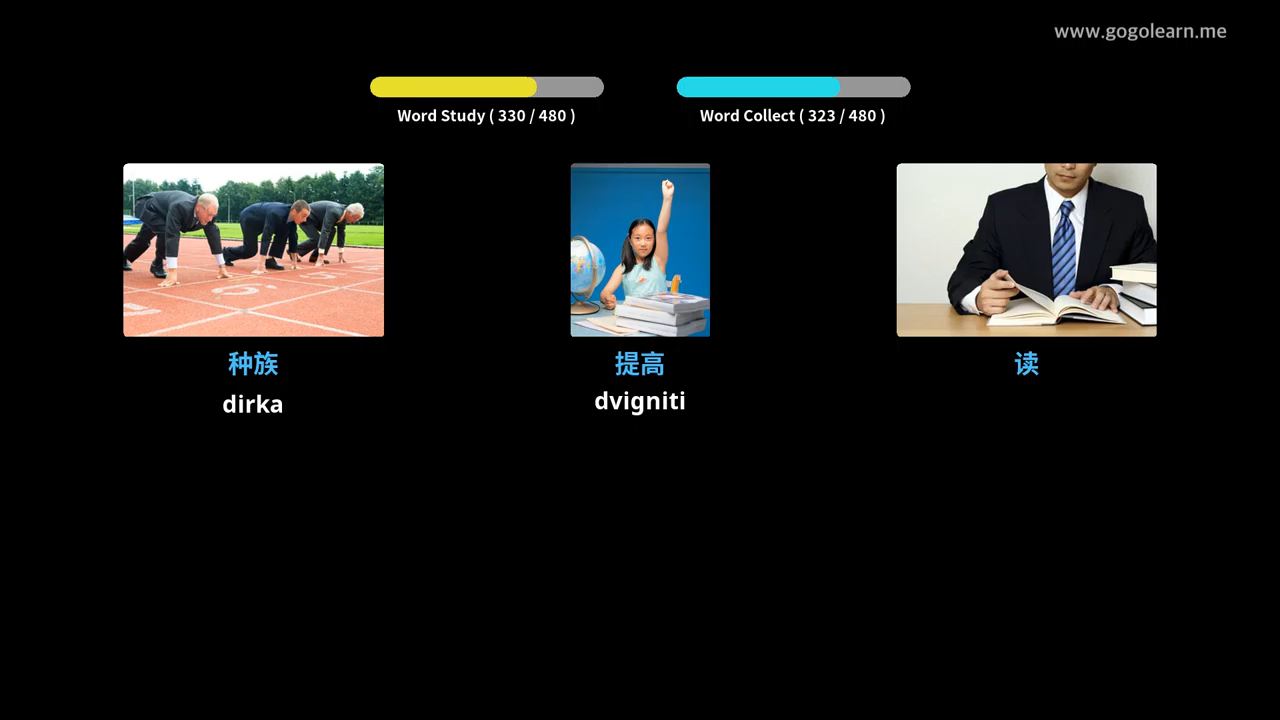 www.gogolearn.me
Word Study ( 330 / 480 )
Word Collect ( 323 / 480 )
种族
提高
读
dirka
dvigniti